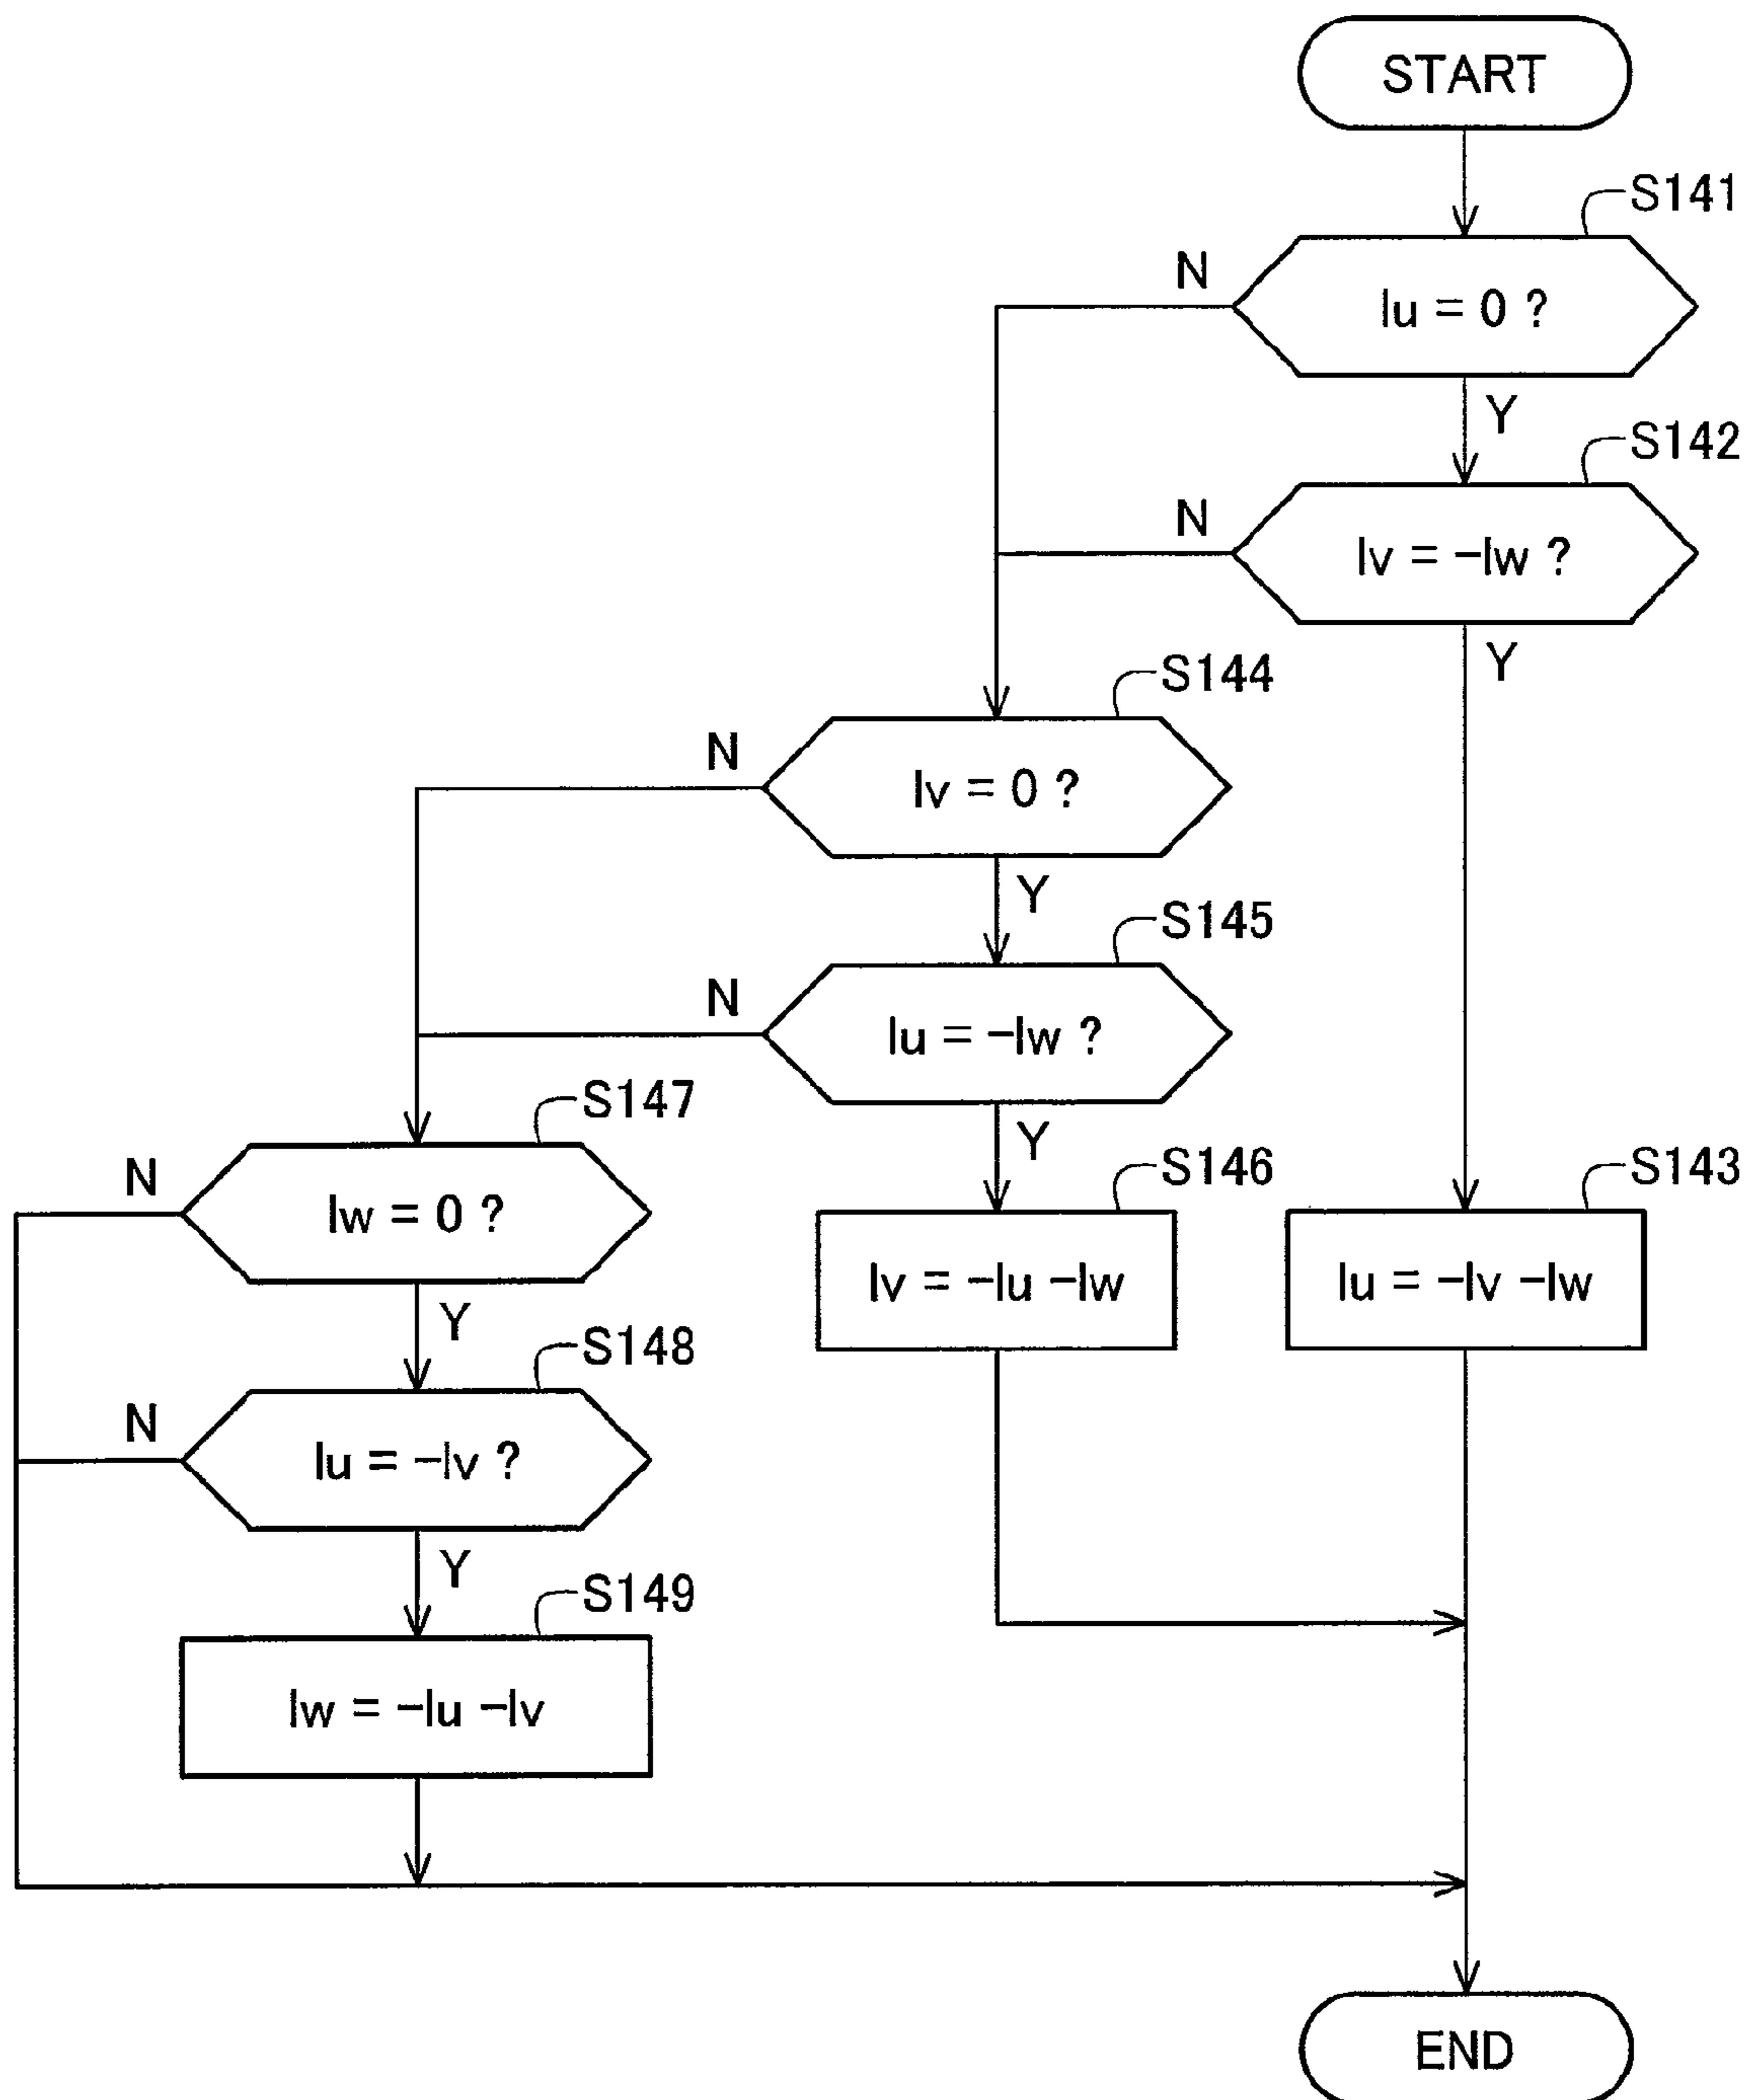 START
S141
N
Iu = 0 ?
Y
S142
N
Iv = -Iw ?
Y
S144
N
Iv = 0 ?
Y
S145
N
Iu = -Iw ?
Y
S147
N
Iw = 0 ?
Y
S146
Iv = -Iu -Iw
S143
Iu = -Iv -Iw
S148
N
Iu = -Iv ?
Y
S149
Iw = -Iu -Iv
END